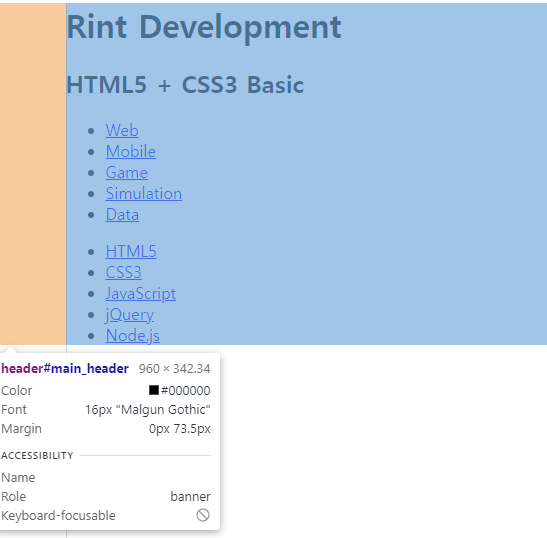 Rint Development
HTML5 + CSS3 Basic
Web
Mobile
Game
Simulation
Data
HTML5
CSS3
JavaScript
jQuery
Node.js
header#main_header 960 × 342.34
Color #000000
Font 16px "Malgun Gothic"
Margin 0px 73.5px
ACCESSIBILITY
Name
Role banner
Keyboard-focusable